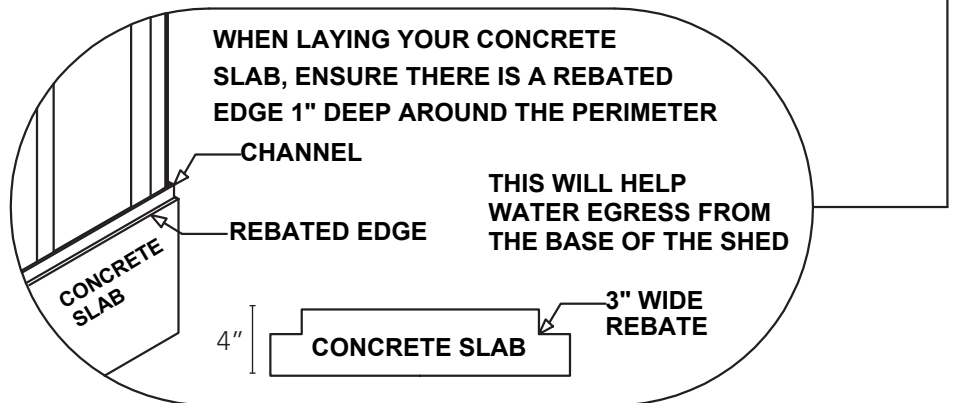 WHEN LAYING YOUR CONCRETE
SLAB, ENSURE THERE IS A REBATED
EDGE 1" DEEP AROUND THE PERIMETER
CHANNEL
THIS WILL HELP
WATER EGRESS FROM
THE BASE OF THE SHED
REBATED EDGE
CONCRETE
SLAB
3" WIDE
REBATE
4"
CONCRETE SLAB